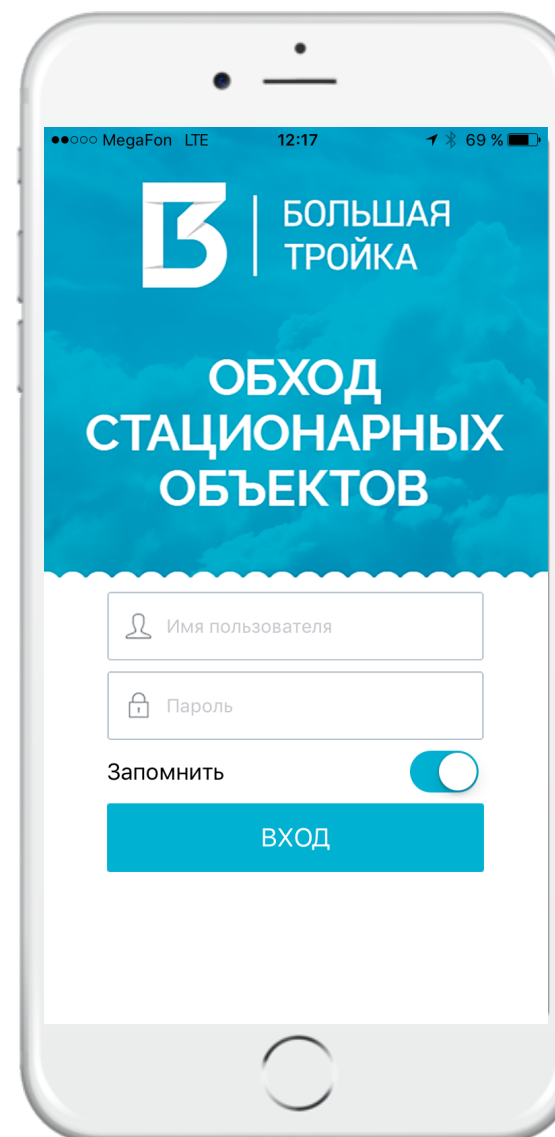 MegaFon LTE 12:17 69 %
БОЛЬШАЯ
ТРОЙКА
ОБХОД
СТАЦИОНАРНЫХ
ОБЪЕКТОВ
Имя пользователя
Пароль
Запомнить
ВХОД